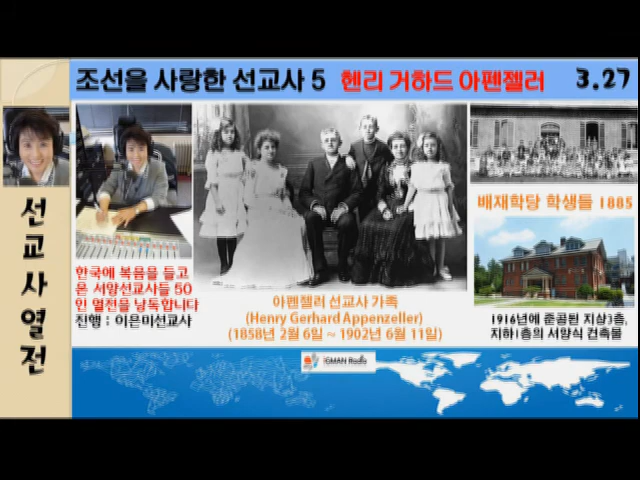 조선을 사랑한 선교사 5 헨리 거하드 아펜젤러 3.27
선교사열전
한국에 복음을 들고
온 서양선교사들 50
인 열전을 낭독합니다
진행 : 이은미선교사
아펜젤러 선교사 가족
(Henry Gerhard Appenzeller)
(1858년 2월 6일 ~ 1902년 6월 11일)
배재학당 학생들 1885
1916년에 준공된 지상3층,
지하1층의 서양식 건축물
GMAN Radio